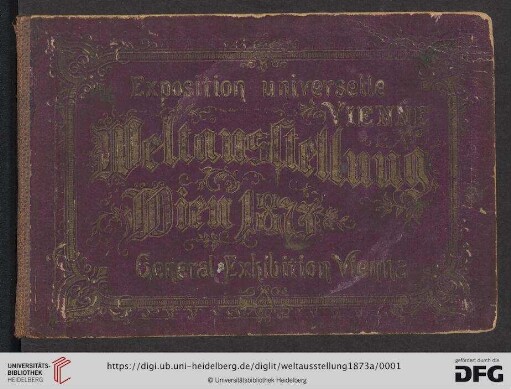 Exposition universelle
VIENNE
Weltausstellung
Wien 1873
General Exhibition Vienna
UNIVERSITÄTS-
BIBLIOTHEK
HEIDELBERG
https://digi.ub.uni-heidelberg.de/diglit/weltausstellung1873a/0001
© Universitätsbibliothek Heidelberg
gefördert durch die
DFG